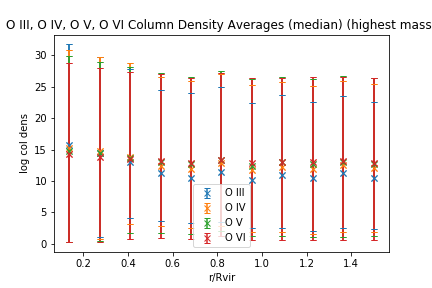 O III, O IV, O V, O VI Column Density Averages (median) (highest mass
log col dens
30
25
20
15
10
5
0
O III
O IV
O V
O VI
0.2 0.4 0.6 0.8 1.0 1.2 1.4
r/Rvir